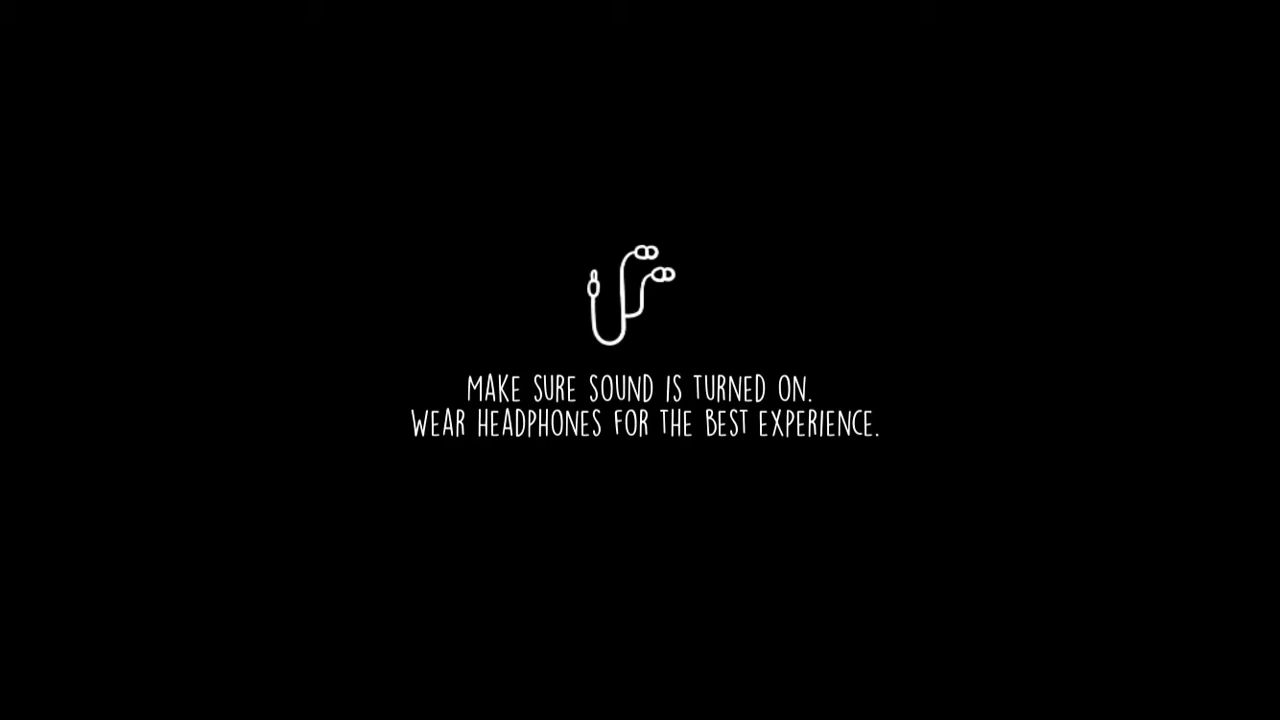 MAKE SURE SOUND IS TURNED ON.
WEAR HEADPHONES FOR THE BEST EXPERIENCE.